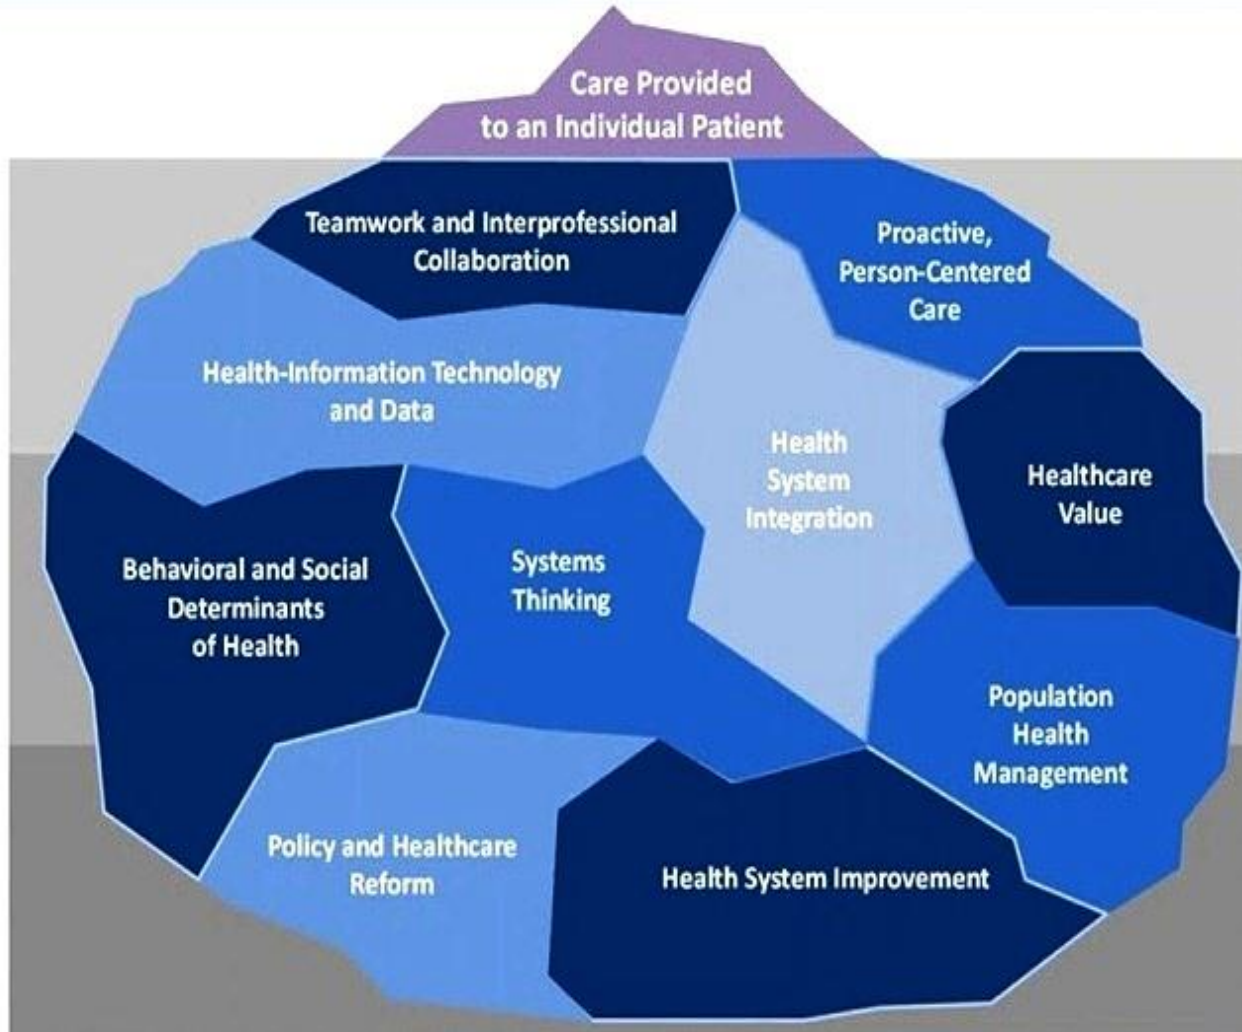 Care Provided
to an Individual Patient
Teamwork and Interprofessional
Collaboration
Proactive,
Person-Centered
Care
Health-Information Technology
and Data
Health
System
Integration
Healthcare
Value
Behavioral and Social
Determinants
of Health
Systems
Thinking
Population
Health
Management
Policy and Healthcare
Reform
Health System Improvement